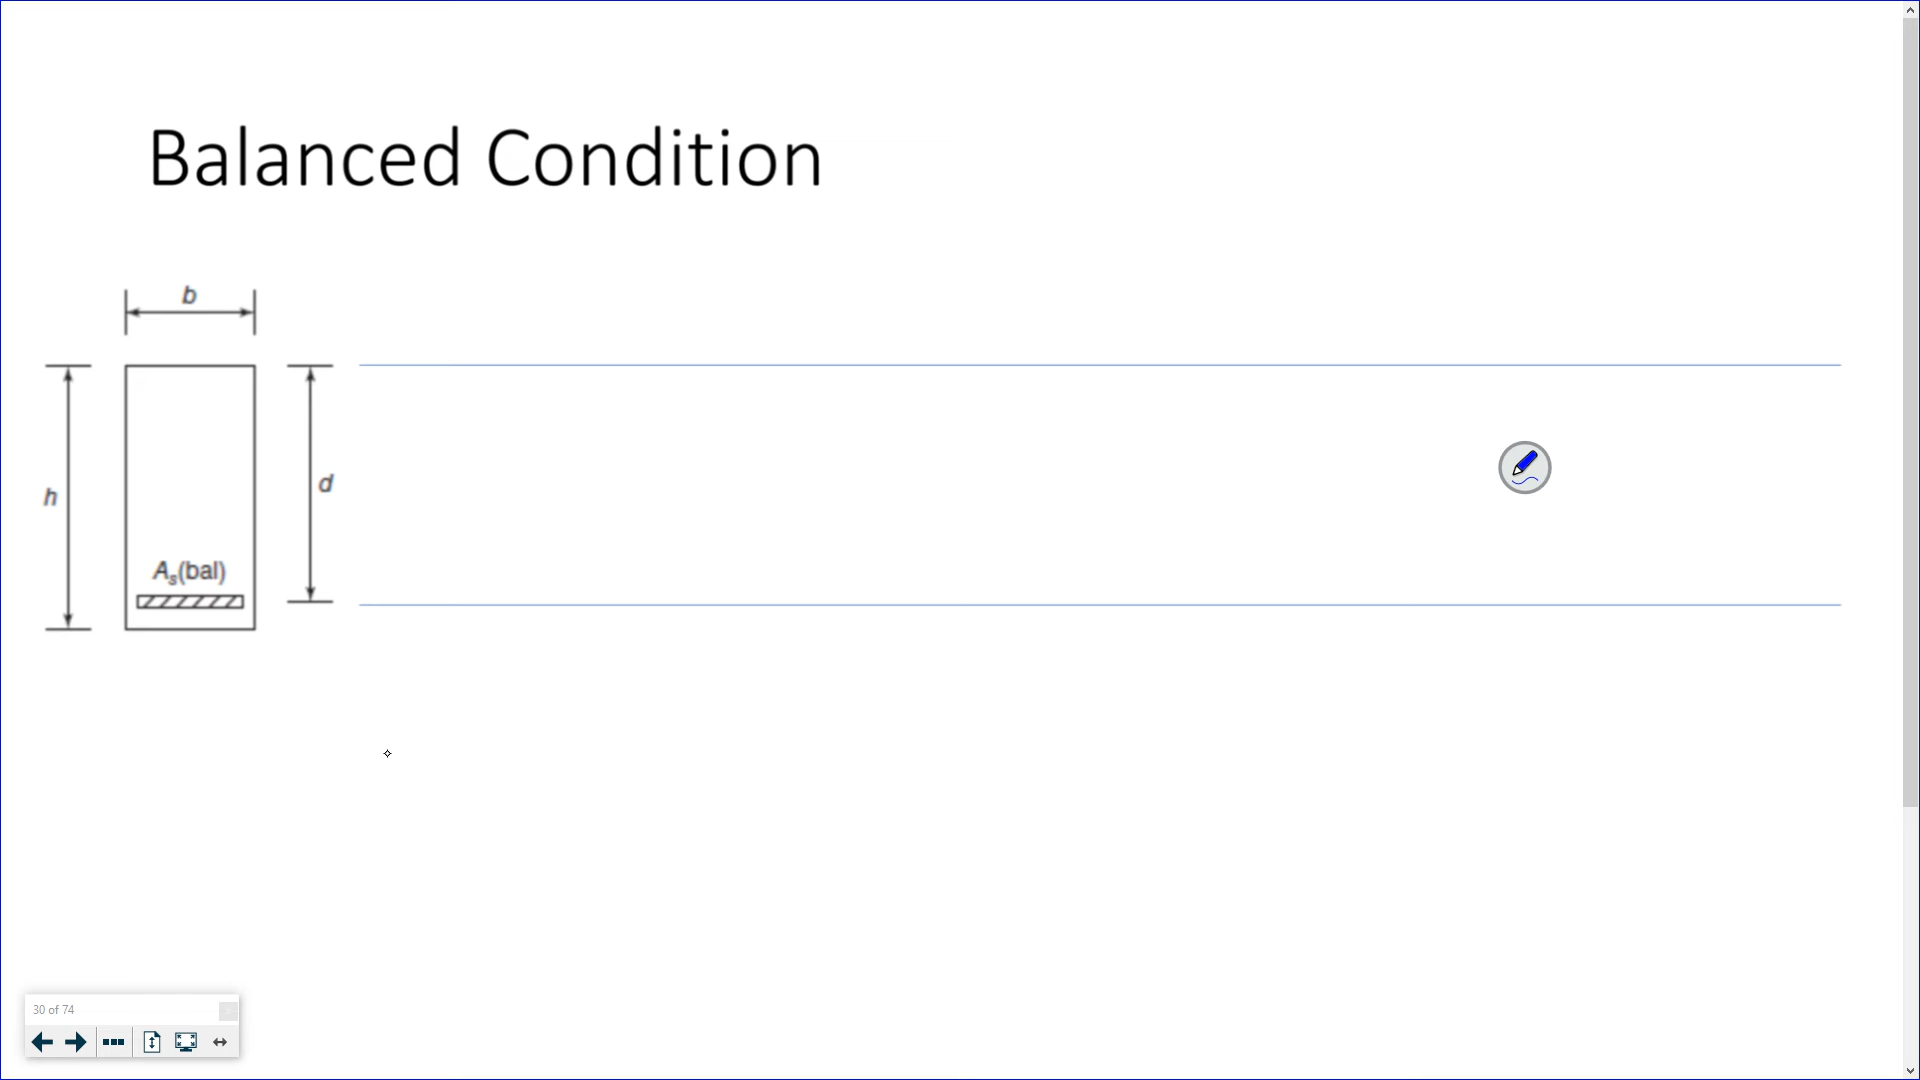 Balanced Condition
b
h
d
Aₛ(bal)
30 of 74